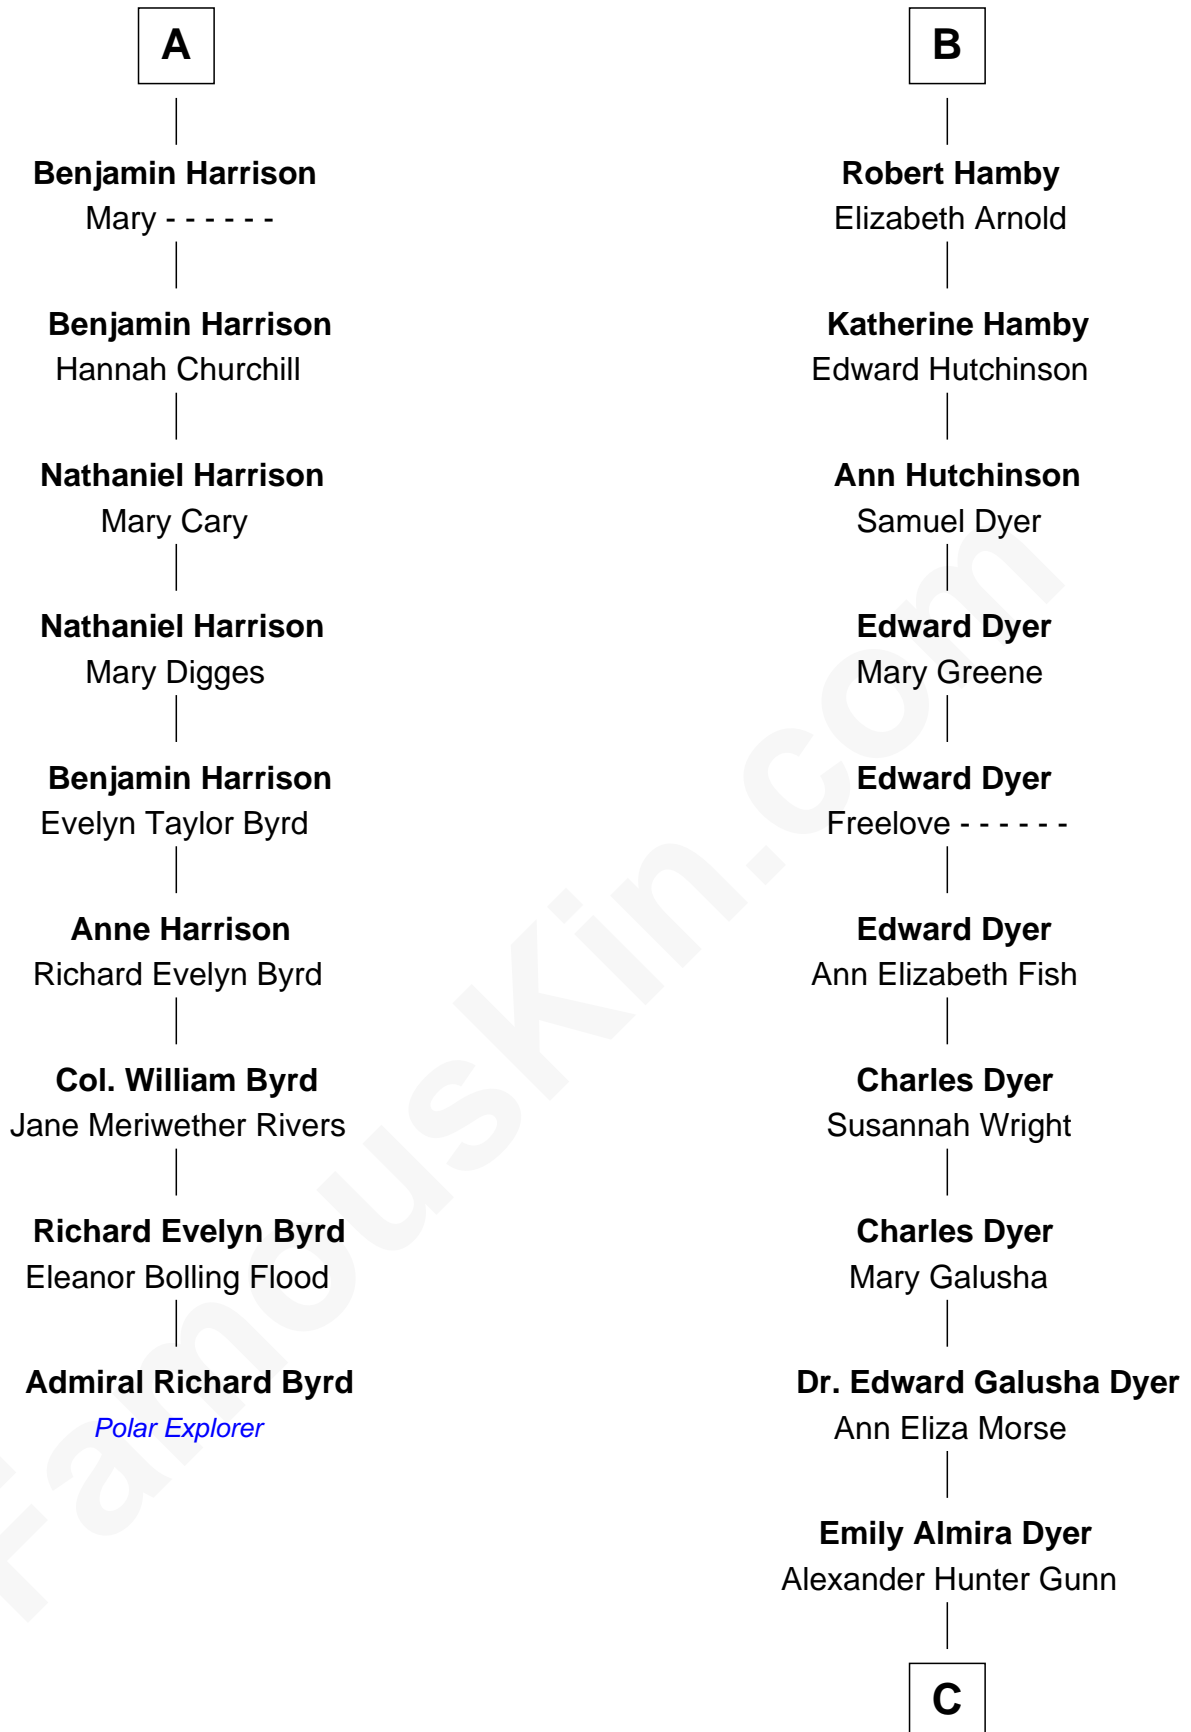 A
Benjamin Harrison
Mary - - - - - -
Benjamin Harrison
Hannah Churchill
Nathaniel Harrison
Mary Cary
Nathaniel Harrison
Mary Digges
Benjamin Harrison
Evelyn Taylor Byrd
Anne Harrison
Richard Evelyn Byrd
Col. William Byrd
Jane Meriwether Rivers
Richard Evelyn Byrd
Eleanor Bolling Flood
Admiral Richard Byrd
Polar Explorer
B
Robert Hamby
Elizabeth Arnold
Katherine Hamby
Edward Hutchinson
Ann Hutchinson
Samuel Dyer
Edward Dyer
Mary Greene
Edward Dyer
Freelove - - - - - -
Edward Dyer
Ann Elizabeth Fish
Charles Dyer
Susannah Wright
Charles Dyer
Mary Galusha
Dr. Edward Galusha Dyer
Ann Eliza Morse
Emily Almira Dyer
Alexander Hunter Gunn
C
FamousKin.com